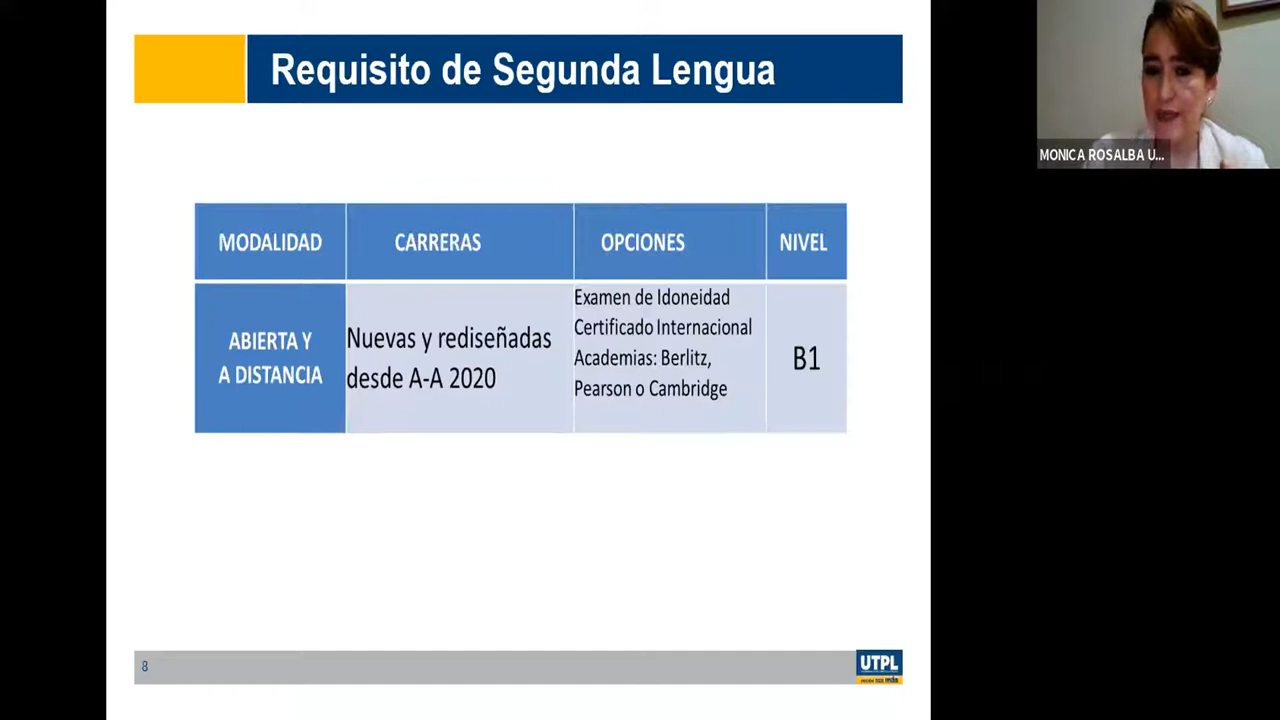 Requisito de Segunda Lengua
MONICA ROSALBA U...
MODALIDAD
CARRERAS
OPCIONES
NIVEL
ABIERTA Y
A DISTANCIA
Nuevas y rediseñadas
desde A-A 2020
Examen de Idoneidad
Certificado Internacional
Academias: Berlitz,
Pearson o Cambridge
B1
8
UTPL